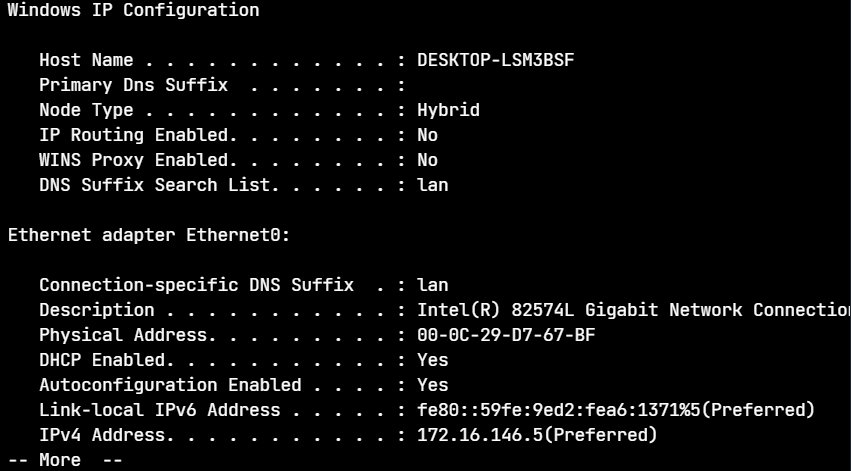 Windows IP Configuration
Host Name . . . . . . . . . . . . : DESKTOP-LSM3BSF
Primary Dns Suffix  . . . . . . . :
Node Type . . . . . . . . . . . . : Hybrid
IP Routing Enabled. . . . . . . . : No
WINS Proxy Enabled. . . . . . . . : No
DNS Suffix Search List. . . . . . : lan
Ethernet adapter Ethernet0:
Connection-specific DNS Suffix  . : lan
Description . . . . . . . . . . . : Intel(R) 82574L Gigabit Network Connection
Physical Address. . . . . . . . . : 00-0C-29-D7-67-BF
DHCP Enabled. . . . . . . . . . . : Yes
Autoconfiguration Enabled . . . . : Yes
Link-local IPv6 Address . . . . . : fe80::59fe:9ed2:fea6:1371%5(Preferred)
IPv4 Address. . . . . . . . . . . : 172.16.146.5(Preferred)
-- More  --